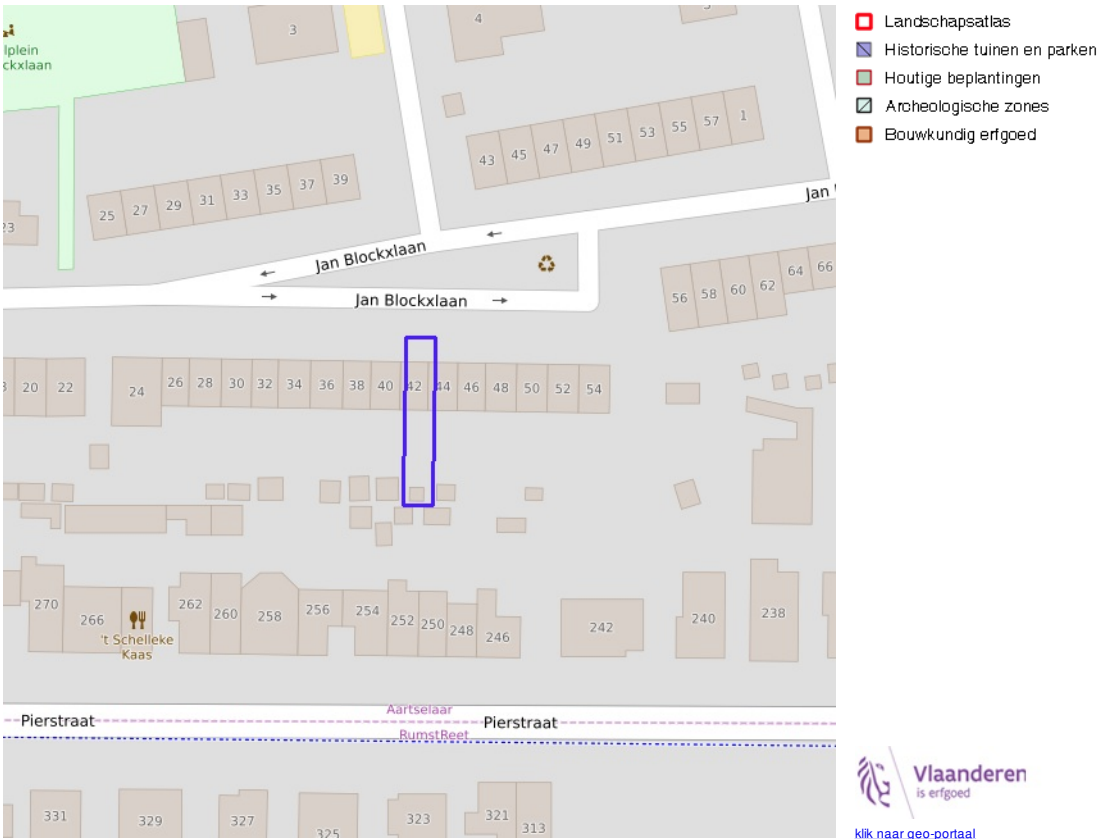 lplein
ckxlaan
3
4
43 45 47 49 51 53 55 57 1
25 27 29 31 33 35 37 39
23
Jan
Jan Blockxlaan
Jan Blockxlaan
56 58 60 62 64 66
20 22 24 26 28 30 32 34 36 38 40 42 44 46 48 50 52 54
270 266 262 260 258 256 254 252 250 248 246 242 240 238
't Schelleke
Kaas
Aartselaar
Pierstraat
Pierstraat
RumstReet
331 329 327 325 323 321 313
Landschapsatlas
Historische tuinen en parken
Houtige beplantingen
Archeologische zones
Bouwkundig erfgoed
Vlaanderen
is erfgoed
klik naar geo-portaal